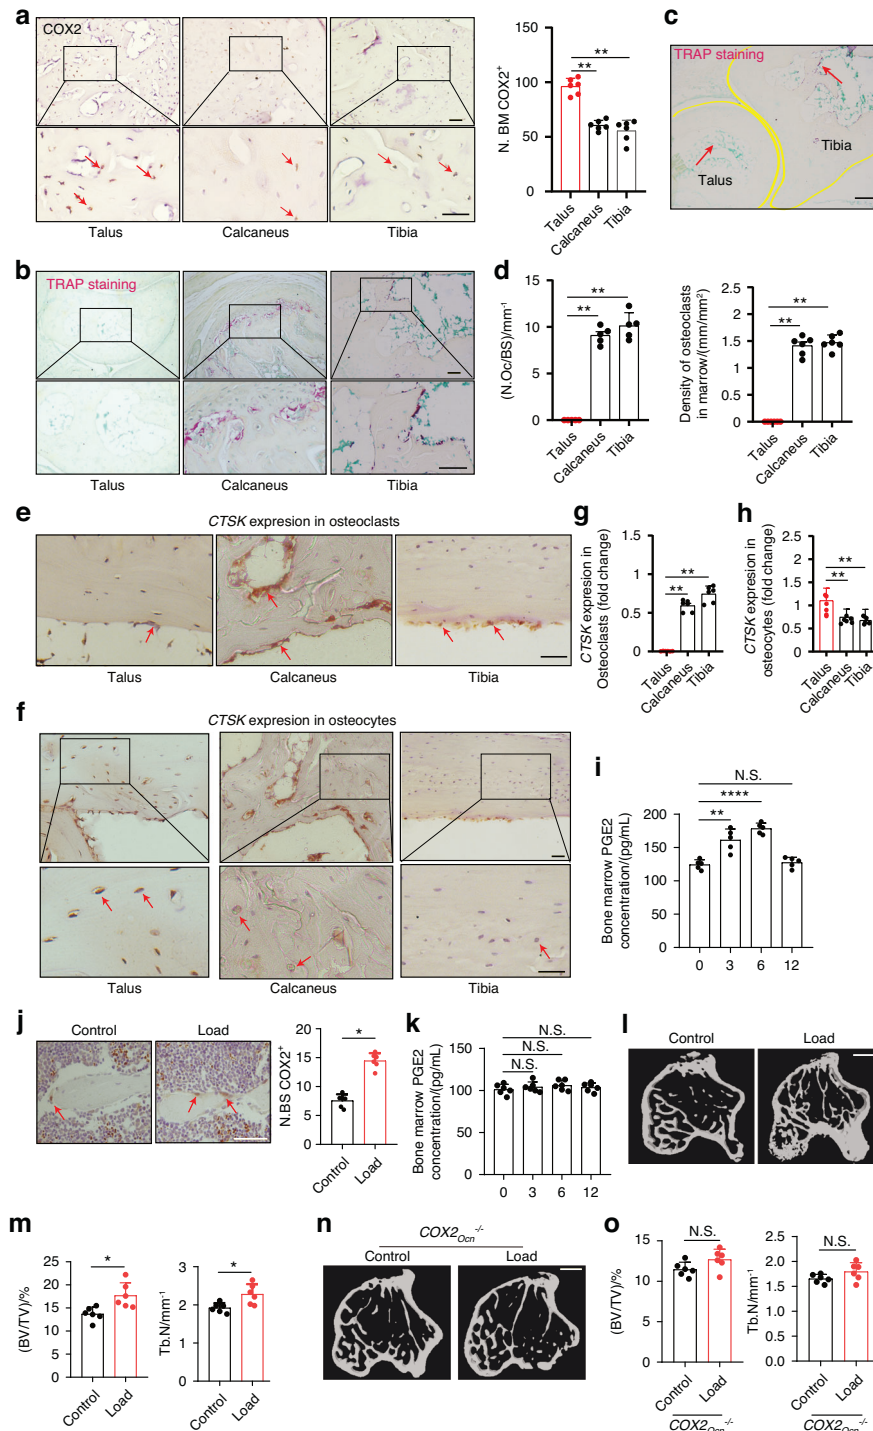 a
COX2
Talus
Calcaneus
Tibia
N. BM COX2⁺
150
100
50
0
**
**
Talus
Calcaneus
Tibia
c
TRAP staining
Tibia
Talus
b
TRAP staining
Talus
Calcaneus
Tibia
d
(N.Oc/BS)/mm⁻¹
15
10
5
0
**
**
Talus
Calcaneus
Tibia
Density of osteoclasts
in marrow/(mm/mm²)
2.5
2
1.5
1
0.5
0
**
**
Talus
Calcaneus
Tibia
e
CTSK expresion in osteoclasts
Talus
Calcaneus
Tibia
g
CTSK expresion in
Osteoclasts (fold change)
1.5
1
0.5
0
**
**
Talus
Calcaneus
Tibia
h
CTSK expresion in
osteocytes (fold change)
2.5
2
1.5
1
0.5
0
**
**
Talus
Calcaneus
Tibia
f
CTSK expresion in osteocytes
Talus
Calcaneus
Tibia
i
Bone marrow PGE2
concentration/(pg/mL)
200
150
100
50
0
N.S.
****
**
0 3 6 12
j
Control
Load
N.BS COX2⁺
20
15
10
5
0
*
Control
Load
k
Bone marrow PGE2
concentration/(pg/mL)
150
100
50
0
N.S.
N.S.
N.S.
0 3 6 12
l
Control
Load
m
(BV/TV)/%
25
20
15
10
5
0
*
Control
Load
Tb.N/mm⁻¹
3
2
1
0
*
Control
Load
n
COX2Ocn-/-
Control
Load
o
(BV/TV)/%
15
10
5
0
N.S.
Control
Load
COX2Ocn-/-
Tb.N/mm⁻¹
2.5
2.0
1.5
1.0
0.5
0.0
N.S.
Control
Load
COX2Ocn-/-